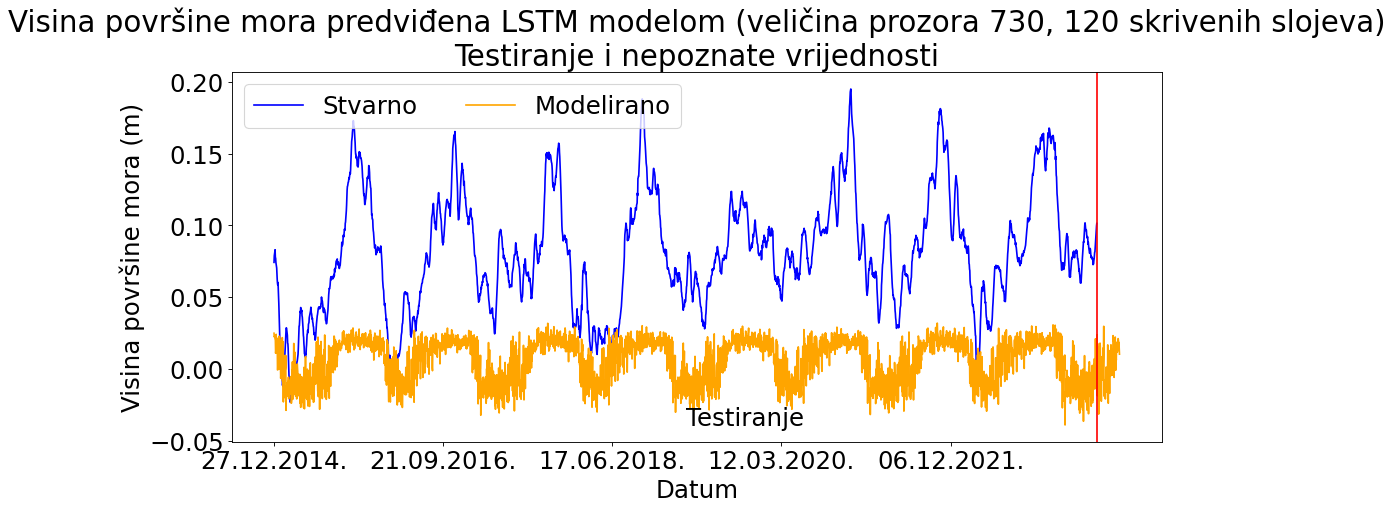 Visina površine mora predviđena LSTM modelom (veličina prozora 730, 120 skrivenih slojeva)
Testiranje i nepoznate vrijednosti
Stvarno Modelirano
Visina površine mora (m)
0.20
0.15
0.10
0.05
0.00
−0.05
Testiranje
27.12.2014. 21.09.2016. 17.06.2018. 12.03.2020. 06.12.2021.
Datum